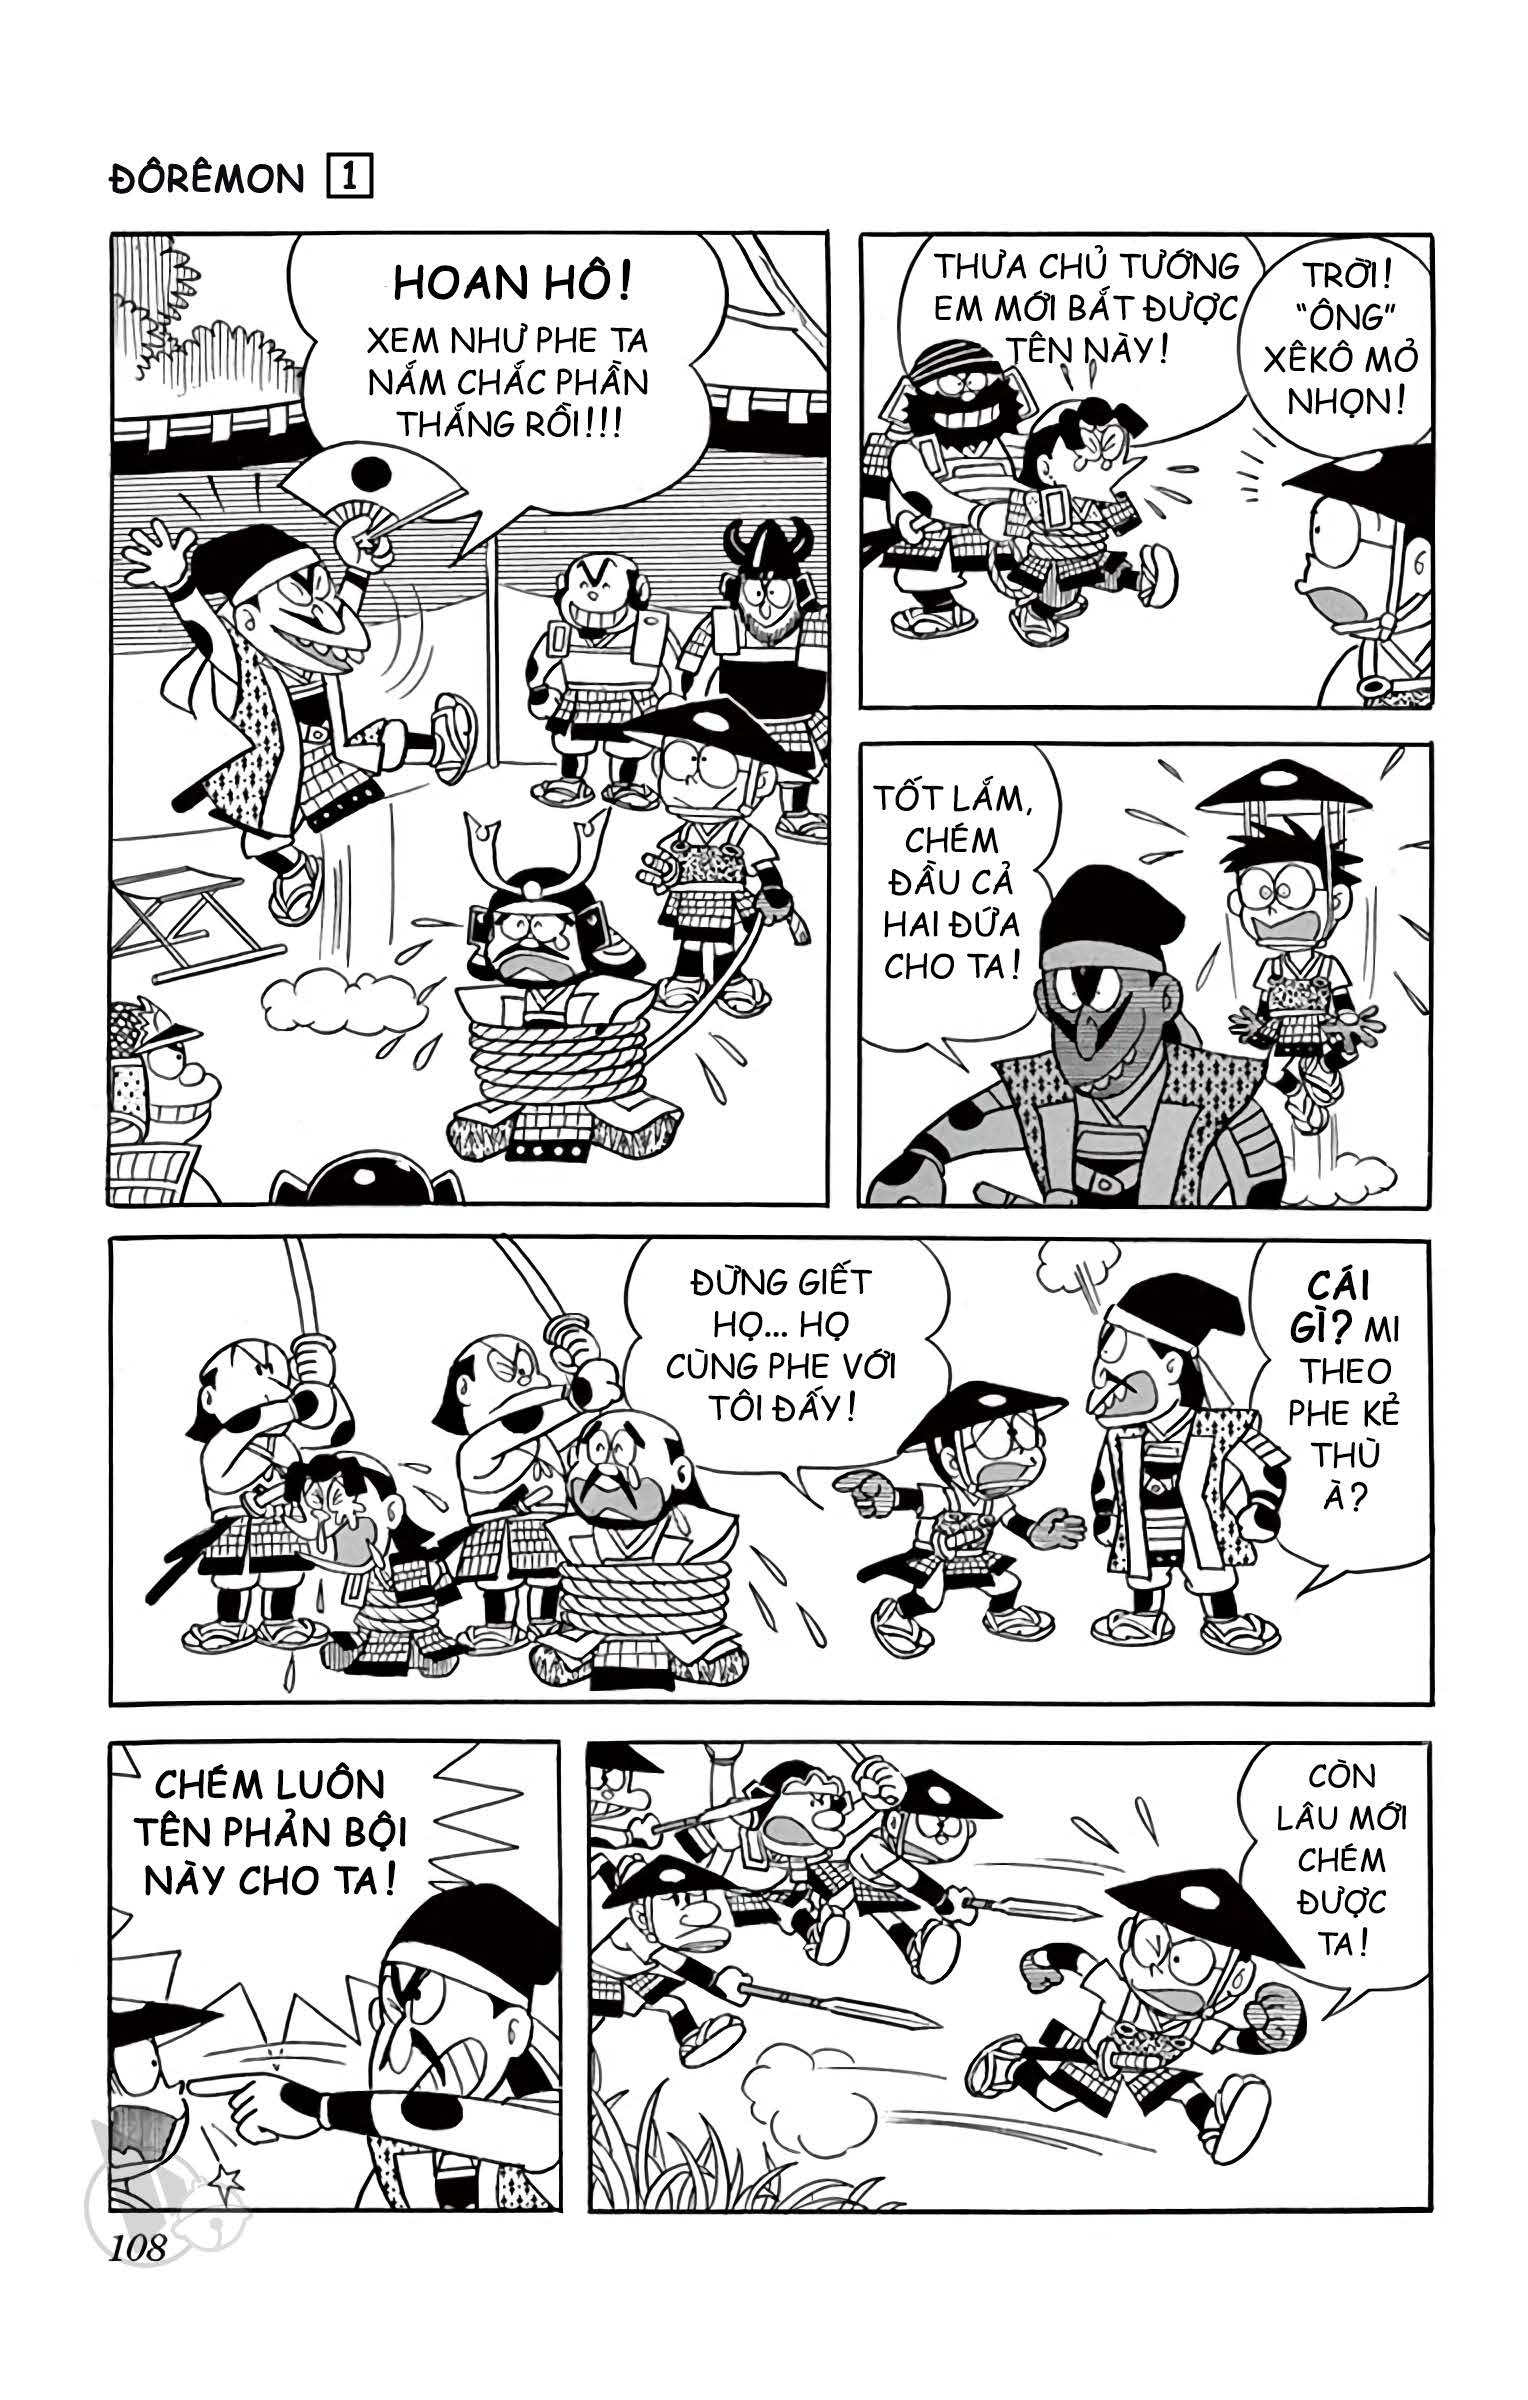 ĐÔRÊMON 1
HOAN HÔ!
XEM NHƯ PHE TA
NẮM CHẮC PHẦN
THẮNG RỒI!!!
THƯA CHỦ TƯỚNG
EM MỚI BẮT ĐƯỢC
TÊN NÀY!
TRỜI!
“ÔNG”
XÊKÔ MỎ
NHỌN!
TỐT LẮM,
CHÉM
ĐẦU CẢ
HAI ĐỨA
CHO TA!
ĐỪNG GIẾT
HỌ... HỌ
CÙNG PHE VỚI
TÔI ĐẤY!
CÁI
GÌ? MI
THEO
PHE KẺ
THÙ
À?
CHÉM LUÔN
TÊN PHẢN BỘI
NÀY CHO TA!
CÒN
LÂU MỚI
CHÉM
ĐƯỢC
TA!
108